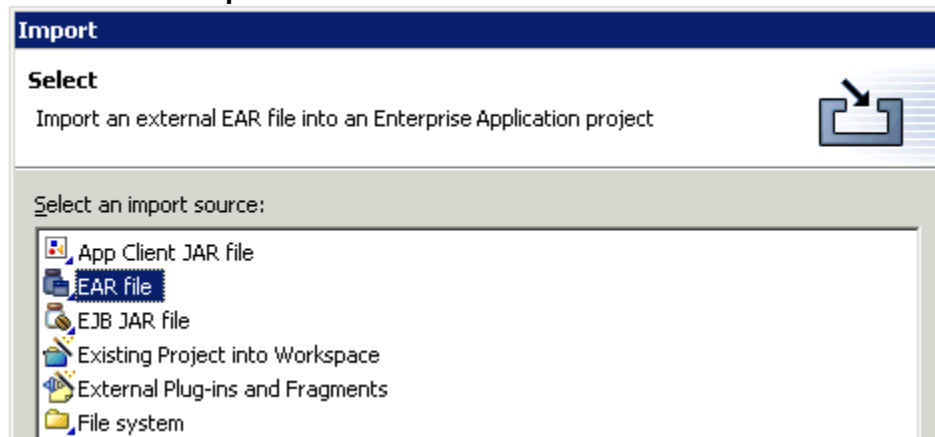 Import
Select
Import an external EAR file into an Enterprise Application project
Select an import source:
App Client JAR file
EAR file
EJB JAR file
Existing Project into Workspace
External Plug-ins and Fragments
File system